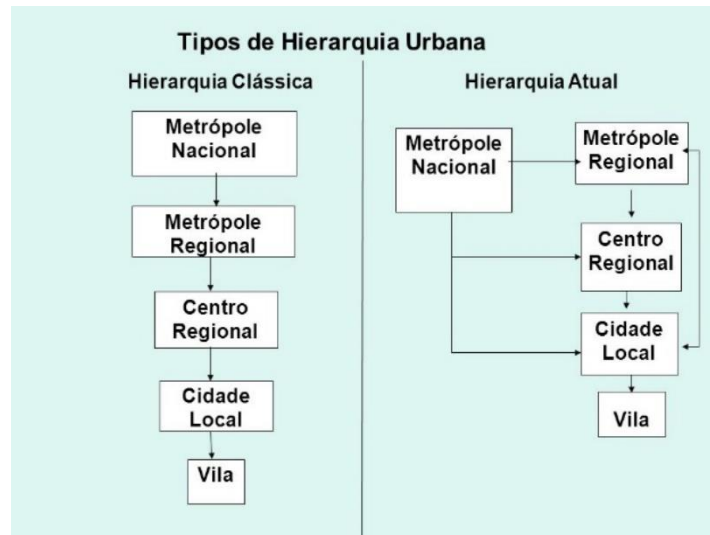 Tipos de Hierarquia Urbana
Hierarquia Clássica
Metrópole
Nacional
Metrópole
Regional
Centro
Regional
Cidade
Local
Vila
Hierarquia Atual
Metrópole
Nacional
Metrópole
Regional
Centro
Regional
Cidade
Local
Vila